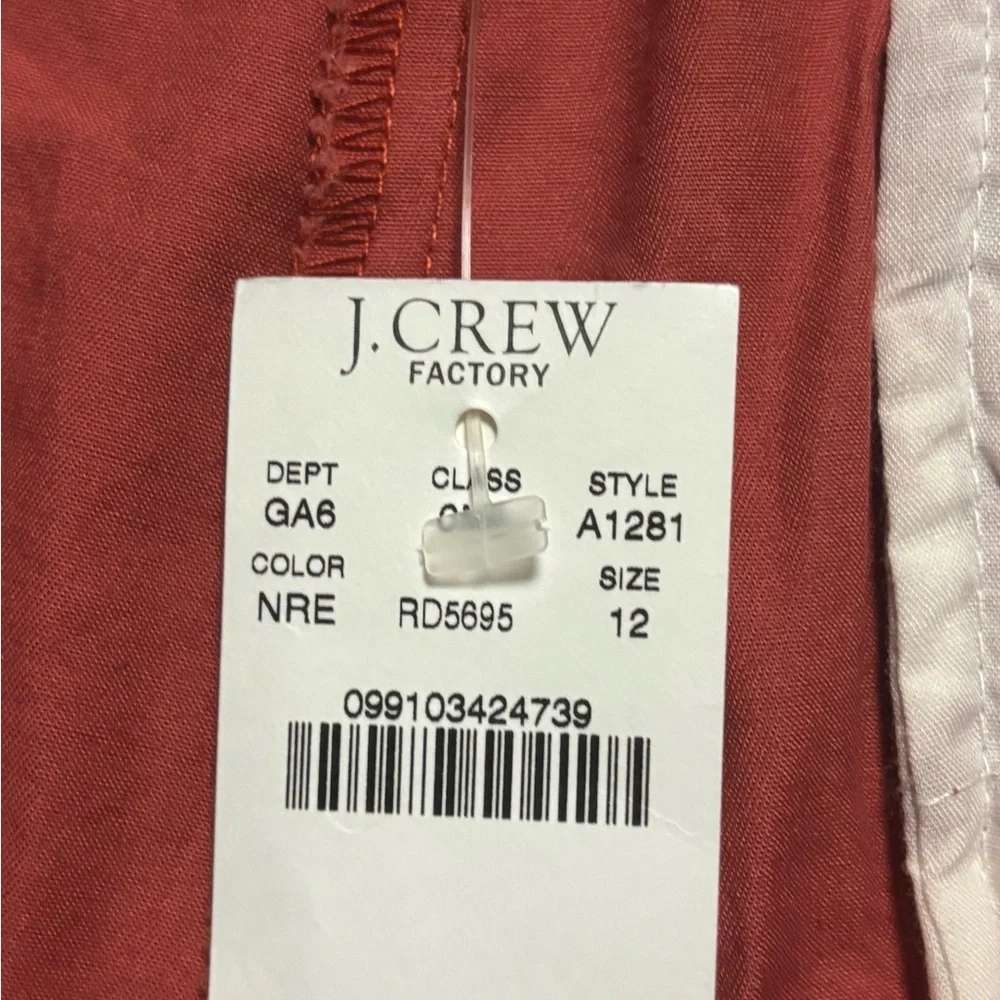 J.CREW
FACTORY
DEPT CLASS STYLE
GA6 A1281
COLOR SIZE
NRE RD5695 12
099103424739